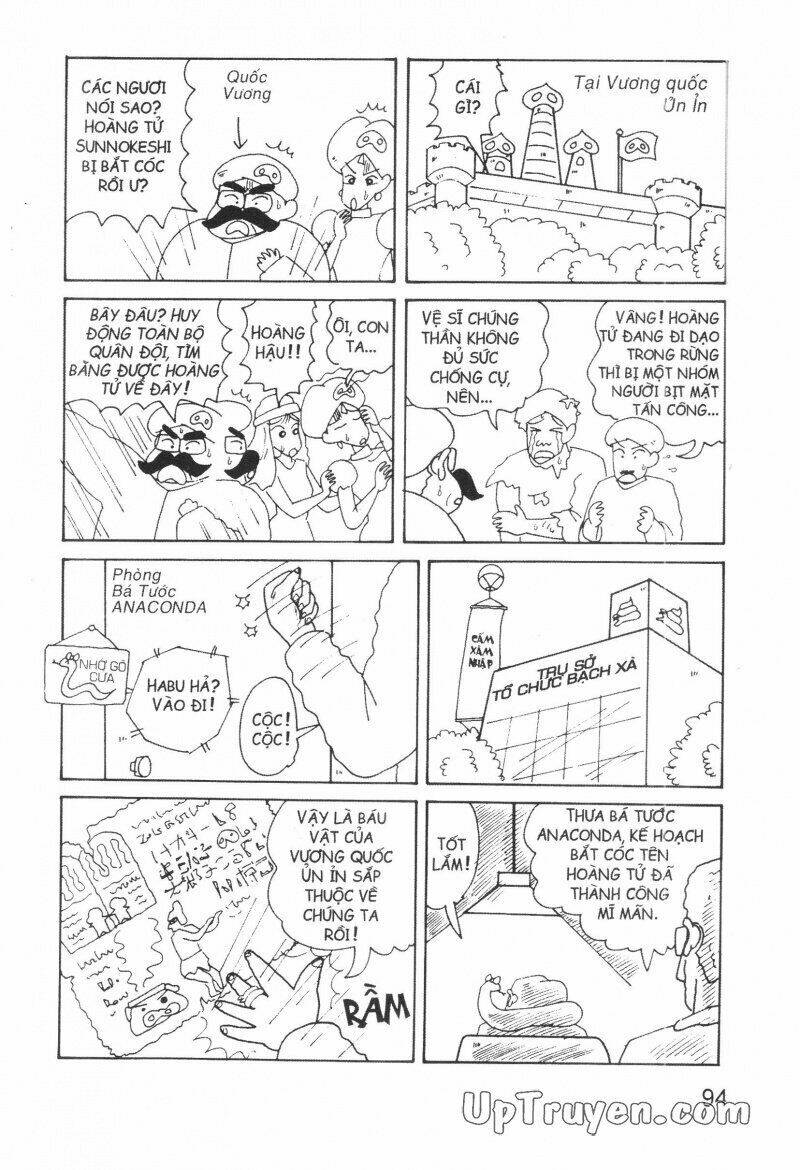 Tại Vương quốc
Ủn Ỉn
CÁI
GÌ?
Quốc
Vương
CÁC NGƯƠI
NÓI SAO?
HOÀNG TỬ
SUNNOKESHI
BỊ BẮT CÓC
RỒI Ư?
VÂNG! HOÀNG
TỬ ĐANG ĐI DẠO
TRONG RỪNG
THÌ BỊ MỘT NHÓM
NGƯỜI BỊT MẶT
TẤN CÔNG...
VỆ SĨ CHÚNG
THẦN KHÔNG
ĐỦ SỨC
CHỐNG CỰ,
NÊN...
ÔI, CON
TA...
HOÀNG
HẬU!!
BÂY ĐÂU? HUY
ĐỘNG TOÀN BỘ
QUÂN ĐỘI, TÌM
BẰNG ĐƯỢC HOÀNG
TỬ VỀ ĐÂY!
CẤM
XÂM
NHẬP
TRỤ SỞ
TỔ CHỨC BẠCH XÀ
Phòng
Bá Tước
ANACONDA
CỘC!
CỘC!
HABU HẢ?
VÀO ĐI!
NHỜ GÕ
CỬA
THƯA BÁ TƯỚC
ANACONDA, KẾ HOẠCH
BẮT CÓC TÊN
HOÀNG TỬ ĐÃ
THÀNH CÔNG
MĨ MÃN.
TỐT
LẮM!
VẬY LÀ BÁU
VẬT CỦA
VƯƠNG QUỐC
ỦN ỈN SẮP
THUỘC VỀ
CHÚNG TA
RỒI!
RẦM
94
UpTruyen.com